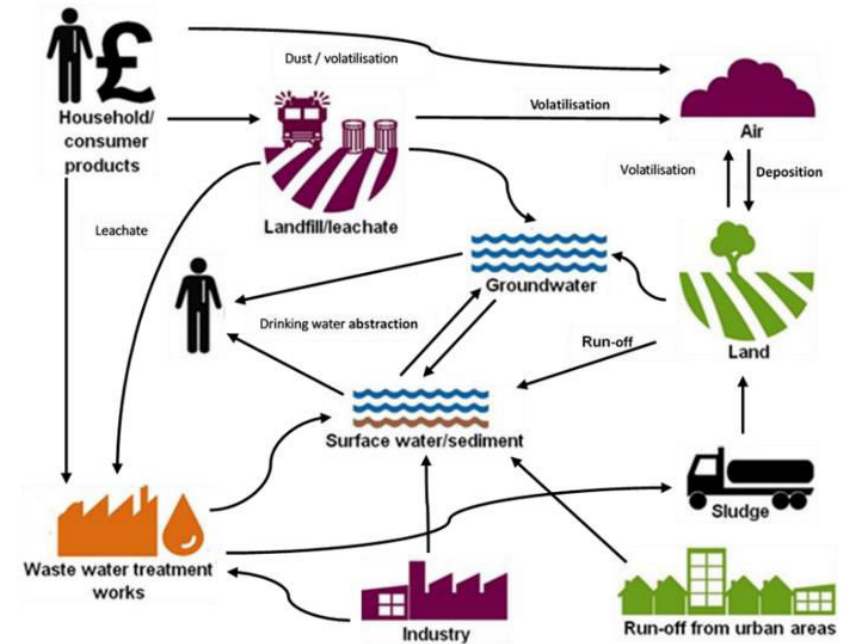 £
Household/
consumer
products
Dust / volatilisation
Volatilisation
Air
Volatilisation
Deposition
Landfill/leachate
Leachate
Groundwater
Drinking water abstraction
Run-off
Land
Surface water/sediment
Sludge
Waste water treatment
works
Industry
Run-off from urban areas